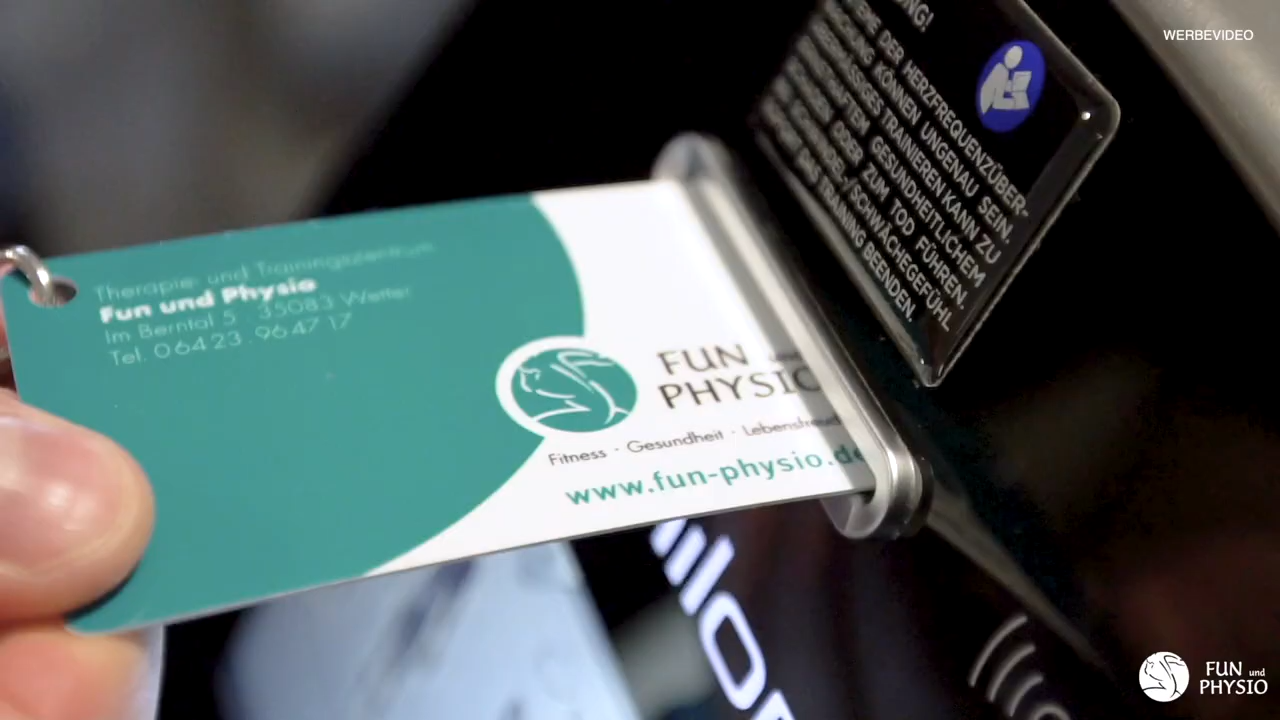 WERBEVIDEO
HERZFREQUENZÜBER-
KÖNNEN UNGENAU SEIN.
TRAINIEREN KANN ZU
GESUNDHEITLICHEM
ODER ZUM TOD FÜHREN.
SCHWÄCHEGEFÜHL
DAS TRAINING BEENDEN.
Therapie- und Trainingszentrum
Fun und Physio
Im Berntal 5 · 35083 Wetter
Tel. 06423.964717
FUN
PHYSIO
Fitness · Gesundheit · Lebensfreud
www.fun-physio.de
FUN und
PHYSIO